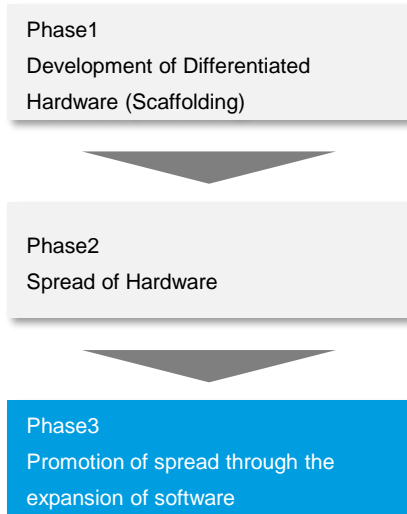 Phase1
Development of Differentiated
Hardware (Scaffolding)
Phase2
Spread of Hardware
Phase3
Promotion of spread through the
expansion of software